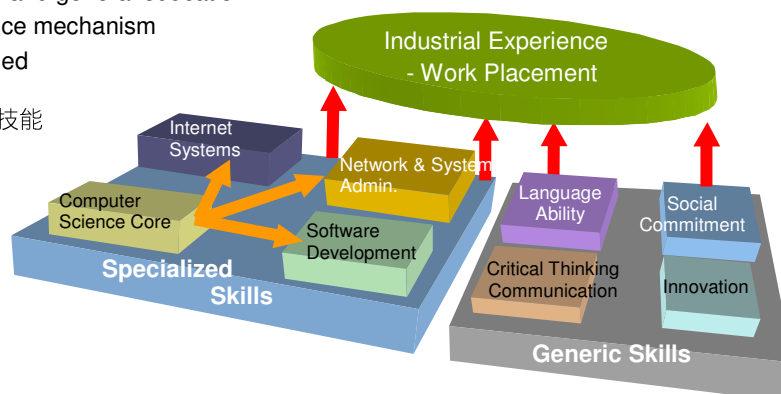 ce mechanism
ed
技能
Industrial Experience
- Work Placement
Internet
Systems
Network & System
Admin.
Computer
Science Core
Software
Development
Specialized
Skills
Language
Ability
Social
Commitment
Critical Thinking
Communication
Innovation
Generic Skills